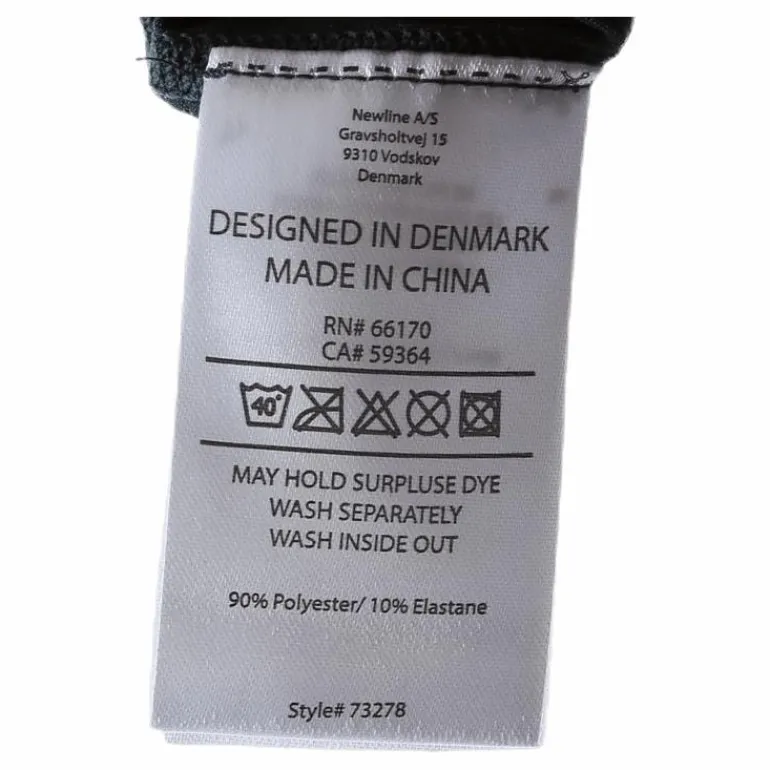 Newline A/S
Gravsholtvej 15
9310 Vodskov
Denmark
DESIGNED IN DENMARK
MADE IN CHINA
RN# 66170
CA# 59364
40°
MAY HOLD SURPLUSE DYE
WASH SEPARATELY
WASH INSIDE OUT
90% Polyester/ 10% Elastane
Style# 73278